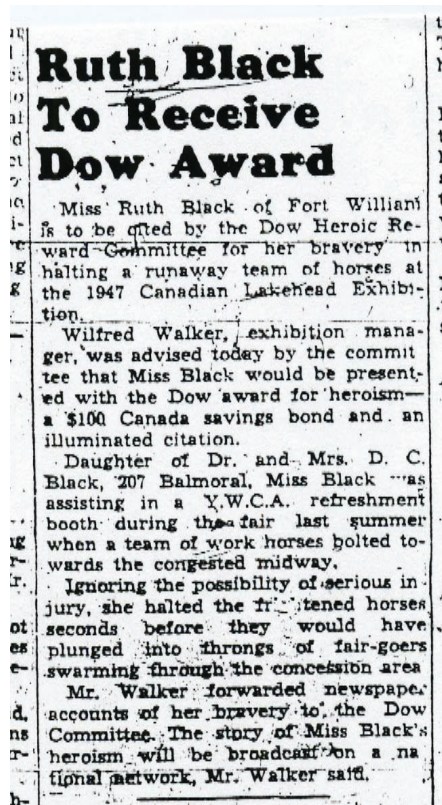 Ruth Black
To Receive
Dow Award
Miss Ruth Black of Fort William
is to be cited by the Dow Heroic Re-
ward Committee for her bravery in
halting a runaway team of horses at
the 1947 Canadian Lakehead Exhibi-
tion.
Wilfred Walker, exhibition mana-
ger, was advised today by the commit
tee that Miss Black would be present-
ed with the Dow award for heroism—
a $100 Canada savings bond and an
illuminated citation.
Daughter of Dr. and Mrs. D. C.
Black, 207 Balmoral, Miss Black was
assisting in a Y.W.C.A. refreshment
booth during the fair last summer
when a team of work horses bolted to-
wards the congested midway.
Ignoring the possibility of serious in
jury, she halted the fr  tened horses
seconds before they would have
plunged into throngs of fair-goers
swarming through the concession area
Mr. Walker forwarded newspaper
accounts of her bravery to the Dow
Committee. The story of Miss Black's
heroism will be broadcast on a na
tional network, Mr. Walker said.